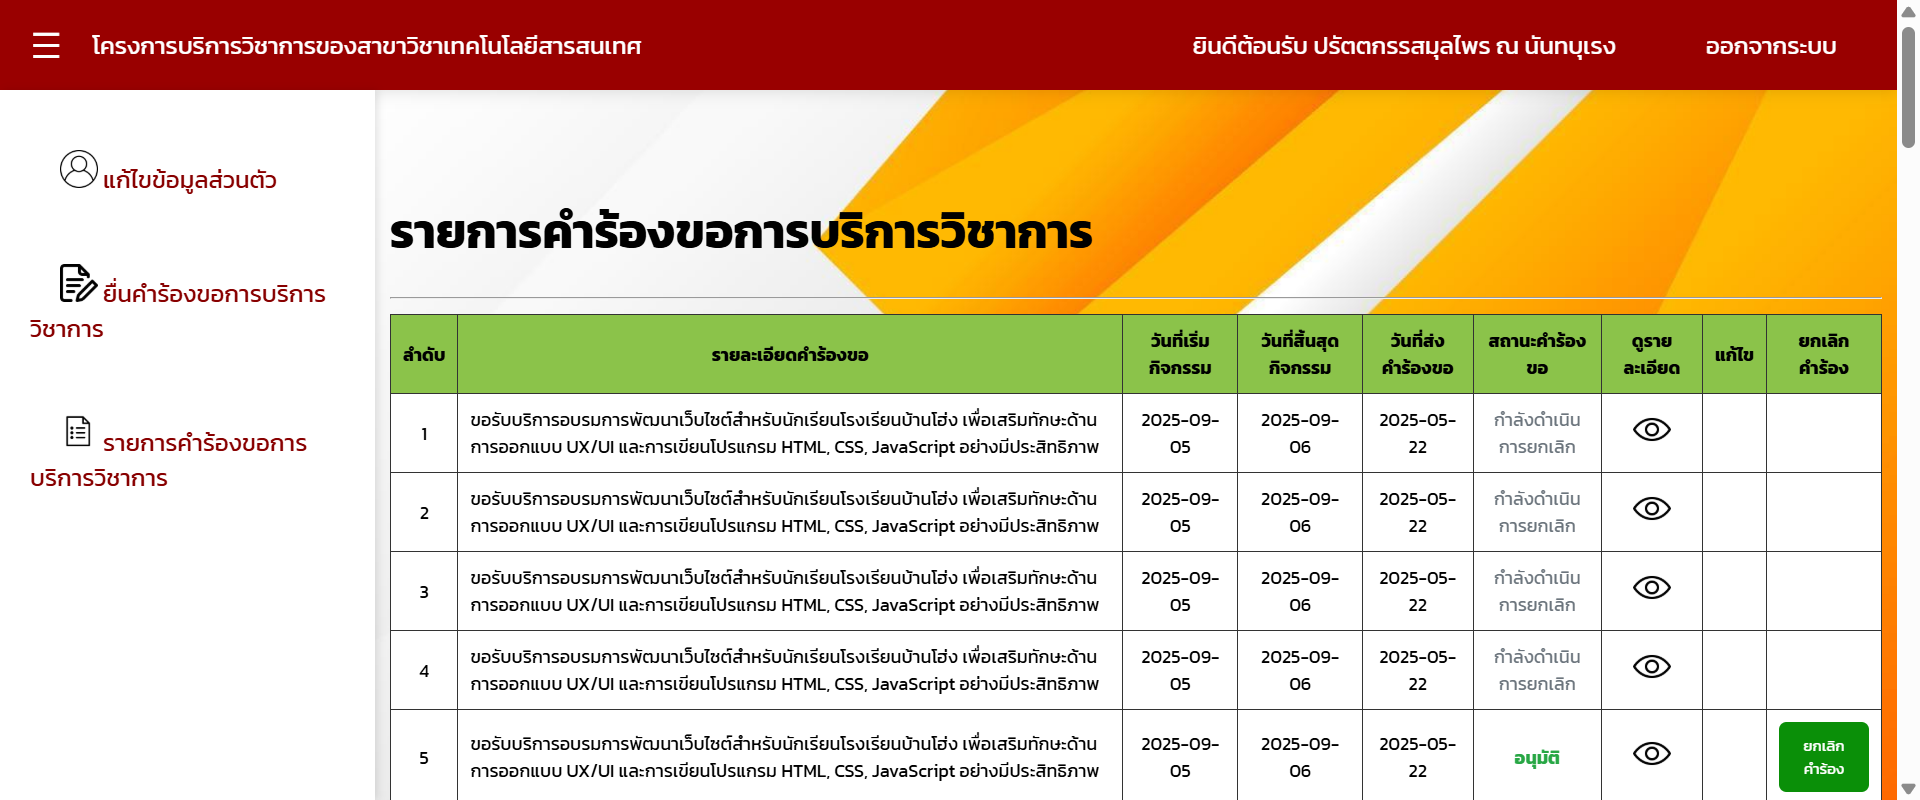 ☰ โครงการบริการวิชาการของสาขาวิชาเทคโนโลยีสารสนเทศ ยินดีต้อนรับ ปรัตตกรรสมุลไพร ณ นันทบุเรง ออกจากระบบ
แก้ไขข้อมูลส่วนตัว
ยื่นคำร้องขอการบริการ
วิชาการ
รายการคำร้องขอการ
บริการวิชาการ
รายการคำร้องขอการบริการวิชาการ
ลำดับ รายละเอียดคำร้องขอ วันที่เริ่ม กิจกรรม วันที่สิ้นสุด กิจกรรม วันที่ส่ง คำร้องขอ สถานะคำร้อง ขอ ดูราย ละเอียด แก้ไข ยกเลิก คำร้อง
1 ขอรับบริการอบรมการพัฒนาเว็บไซต์สำหรับนักเรียนโรงเรียนบ้านโฮ่ง เพื่อเสริมทักษะด้าน 2025-09- 2025-09- 2025-05- กำลังดำเนิน
การออกแบบ UX/UI และการเขียนโปรแกรม HTML, CSS, JavaScript อย่างมีประสิทธิภาพ 05 06 22 การยกเลิก
2 ขอรับบริการอบรมการพัฒนาเว็บไซต์สำหรับนักเรียนโรงเรียนบ้านโฮ่ง เพื่อเสริมทักษะด้าน 2025-09- 2025-09- 2025-05- กำลังดำเนิน
การออกแบบ UX/UI และการเขียนโปรแกรม HTML, CSS, JavaScript อย่างมีประสิทธิภาพ 05 06 22 การยกเลิก
3 ขอรับบริการอบรมการพัฒนาเว็บไซต์สำหรับนักเรียนโรงเรียนบ้านโฮ่ง เพื่อเสริมทักษะด้าน 2025-09- 2025-09- 2025-05- กำลังดำเนิน
การออกแบบ UX/UI และการเขียนโปรแกรม HTML, CSS, JavaScript อย่างมีประสิทธิภาพ 05 06 22 การยกเลิก
4 ขอรับบริการอบรมการพัฒนาเว็บไซต์สำหรับนักเรียนโรงเรียนบ้านโฮ่ง เพื่อเสริมทักษะด้าน 2025-09- 2025-09- 2025-05- กำลังดำเนิน
การออกแบบ UX/UI และการเขียนโปรแกรม HTML, CSS, JavaScript อย่างมีประสิทธิภาพ 05 06 22 การยกเลิก
5 ขอรับบริการอบรมการพัฒนาเว็บไซต์สำหรับนักเรียนโรงเรียนบ้านโฮ่ง เพื่อเสริมทักษะด้าน 2025-09- 2025-09- 2025-05- อนุมัติ ยกเลิก
การออกแบบ UX/UI และการเขียนโปรแกรม HTML, CSS, JavaScript อย่างมีประสิทธิภาพ 05 06 22 คำร้อง